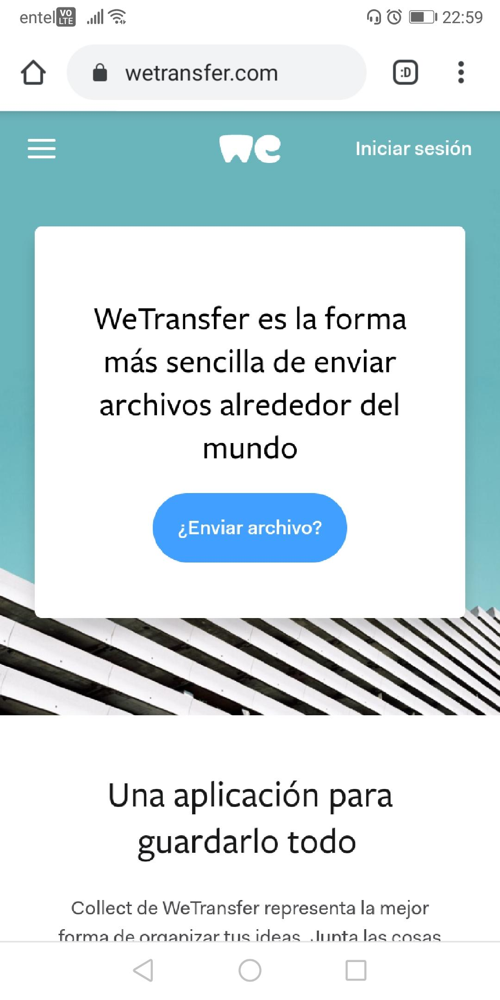 entel VO LTE 22:59
wetransfer.com :D
we Iniciar sesión
WeTransfer es la forma
más sencilla de enviar
archivos alrededor del
mundo
¿Enviar archivo?
Una aplicación para
guardarlo todo
Collect de WeTransfer representa la mejor
forma de organizar tus ideas. Junta las cosas